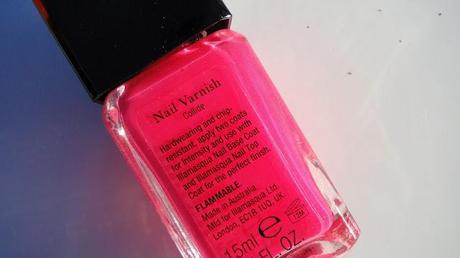 Nail Varnish
Collide
Hardwearing and chip-
resistant, apply two coats
for intensity and use with
Illamasqua Nail Base Coat
and Illamasqua Nail Top
Coat for the perfect finish.
FLAMMABLE.
Made in Australia.
Mfd for Illamasqua Ltd.
London, EC1B 1UQ, UK.
15ml e
FL. OZ.